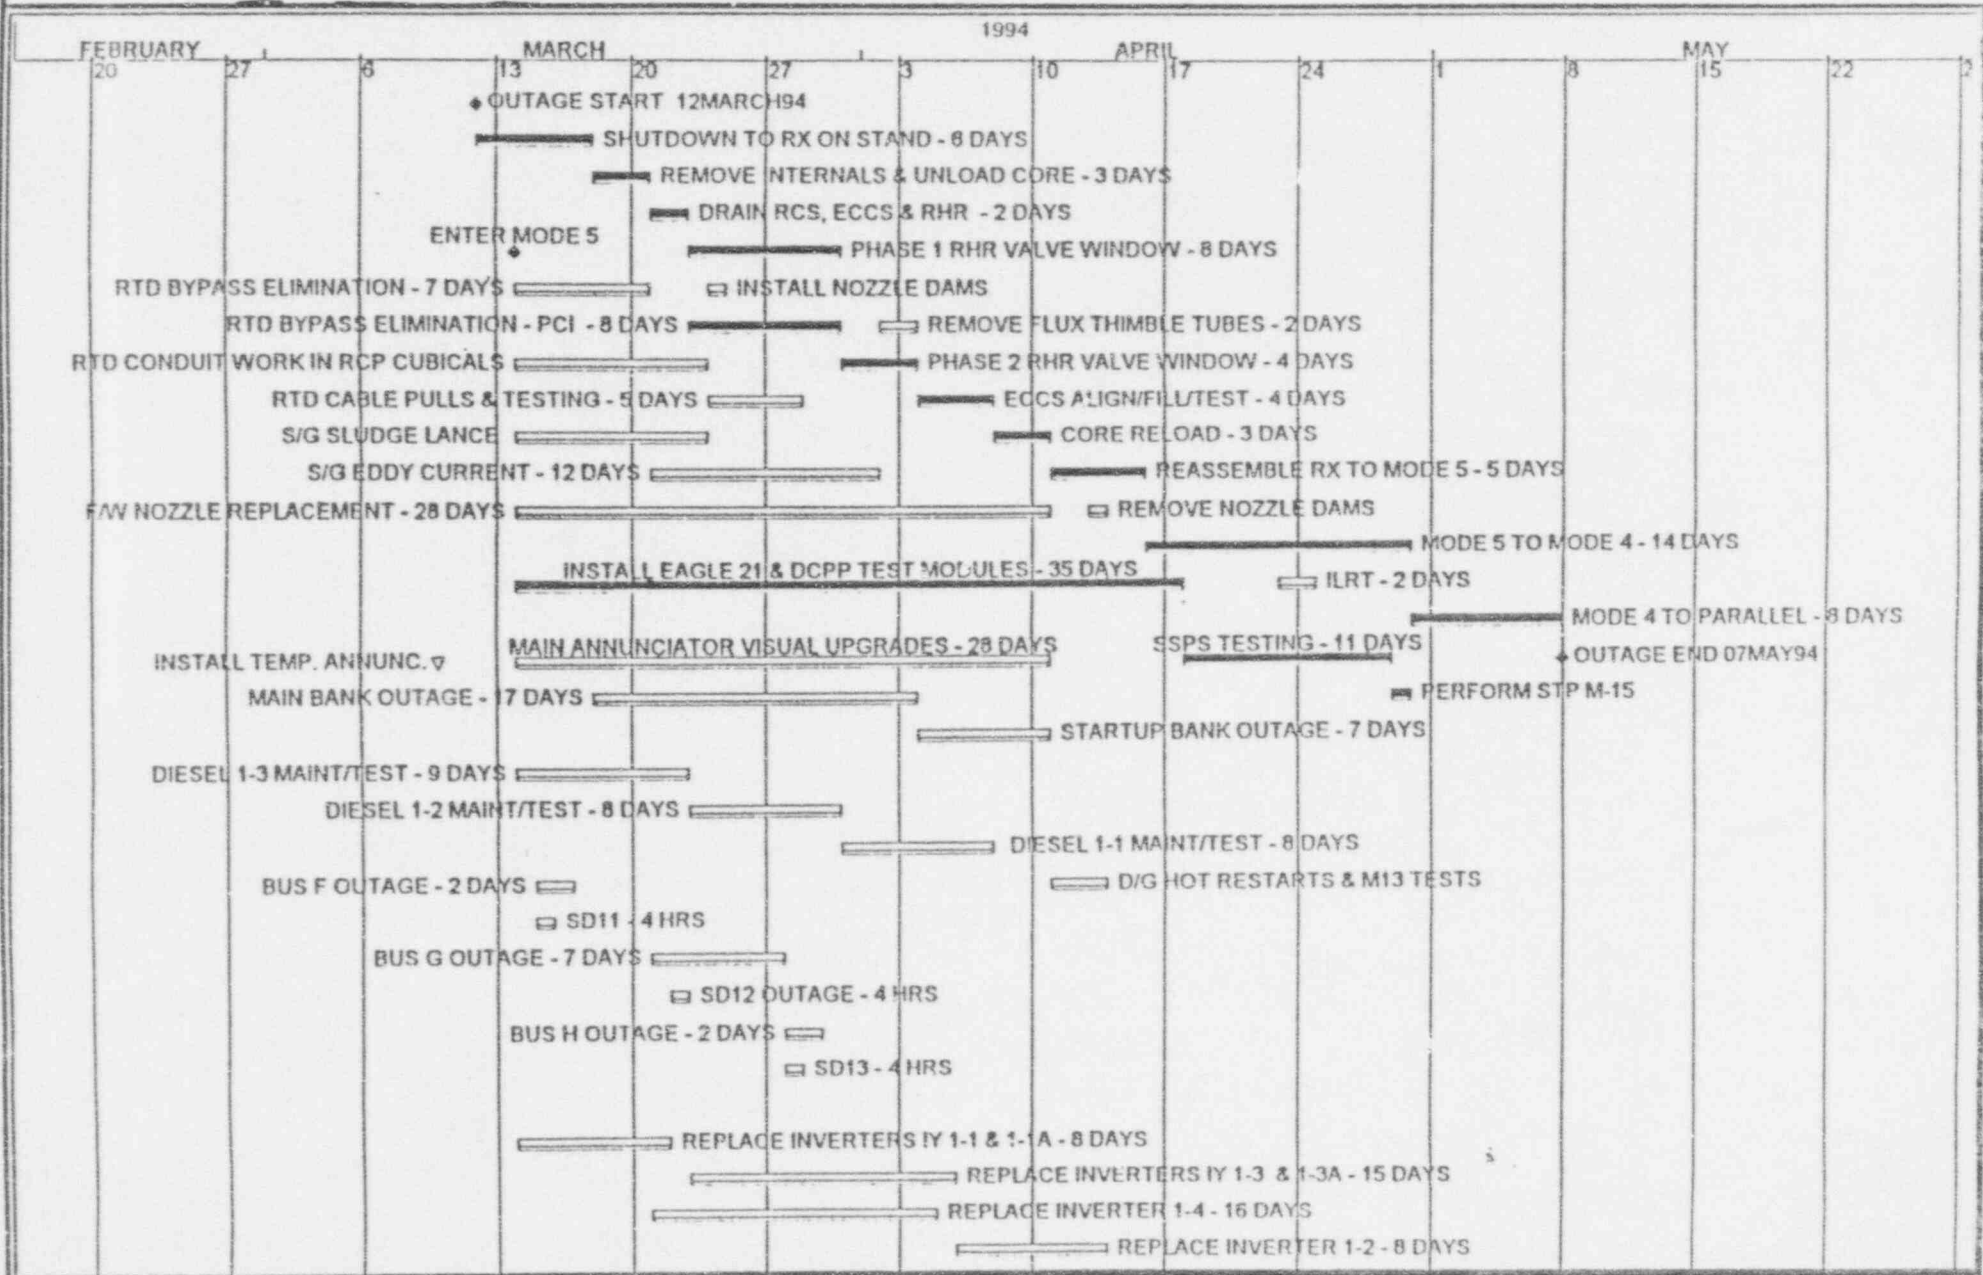 1994
FEBRUARY MARCH APRIL MAY
20 27 6 13 20 27 3 10 17 24 1 8 15 22 2
OUTAGE START 12MARCH94
SHUTDOWN TO RX ON STAND - 6 DAYS
REMOVE INTERNALS & UNLOAD CORE - 3 DAYS
DRAIN RCS, ECCS & RHR - 2 DAYS
ENTER MODE 5
PHASE 1 RHR VALVE WINDOW - 8 DAYS
RTD BYPASS ELIMINATION - 7 DAYS INSTALL NOZZLE DAMS
RTD BYPASS ELIMINATION - PCI - 8 DAYS REMOVE FLUX THIMBLE TUBES - 2 DAYS
RTD CONDUIT WORK IN RCP CUBICALS PHASE 2 RHR VALVE WINDOW - 4 DAYS
RTD CABLE PULLS & TESTING - 5 DAYS ECCS ALIGN/FILL/TEST - 4 DAYS
S/G SLUDGE LANCE CORE RELOAD - 3 DAYS
S/G EDDY CURRENT - 12 DAYS REASSEMBLE RX TO MODE 5 - 5 DAYS
F/W NOZZLE REPLACEMENT - 28 DAYS REMOVE NOZZLE DAMS
MODE 5 TO MODE 4 - 14 DAYS
INSTALL EAGLE 21 & DCPP TEST MODULES - 35 DAYS ILRT - 2 DAYS
MODE 4 TO PARALLEL - 8 DAYS
MAIN ANNUNCIATOR VISUAL UPGRADES - 28 DAYS SSPS TESTING - 11 DAYS
INSTALL TEMP. ANNUNC. OUTAGE END 07MAY94
MAIN BANK OUTAGE - 17 DAYS PERFORM STP M-15
STARTUP BANK OUTAGE - 7 DAYS
DIESEL 1-3 MAINT/TEST - 9 DAYS
DIESEL 1-2 MAINT/TEST - 8 DAYS
DIESEL 1-1 MAINT/TEST - 8 DAYS
BUS F OUTAGE - 2 DAYS D/G HOT RESTARTS & M13 TESTS
SD11 - 4 HRS
BUS G OUTAGE - 7 DAYS
SD12 OUTAGE - 4 HRS
BUS H OUTAGE - 2 DAYS
SD13 - 4 HRS
REPLACE INVERTERS IY 1-1 & 1-1A - 8 DAYS
REPLACE INVERTERS IY 1-3 & 1-3A - 15 DAYS
REPLACE INVERTER 1-4 - 16 DAYS
REPLACE INVERTER 1-2 - 8 DAYS